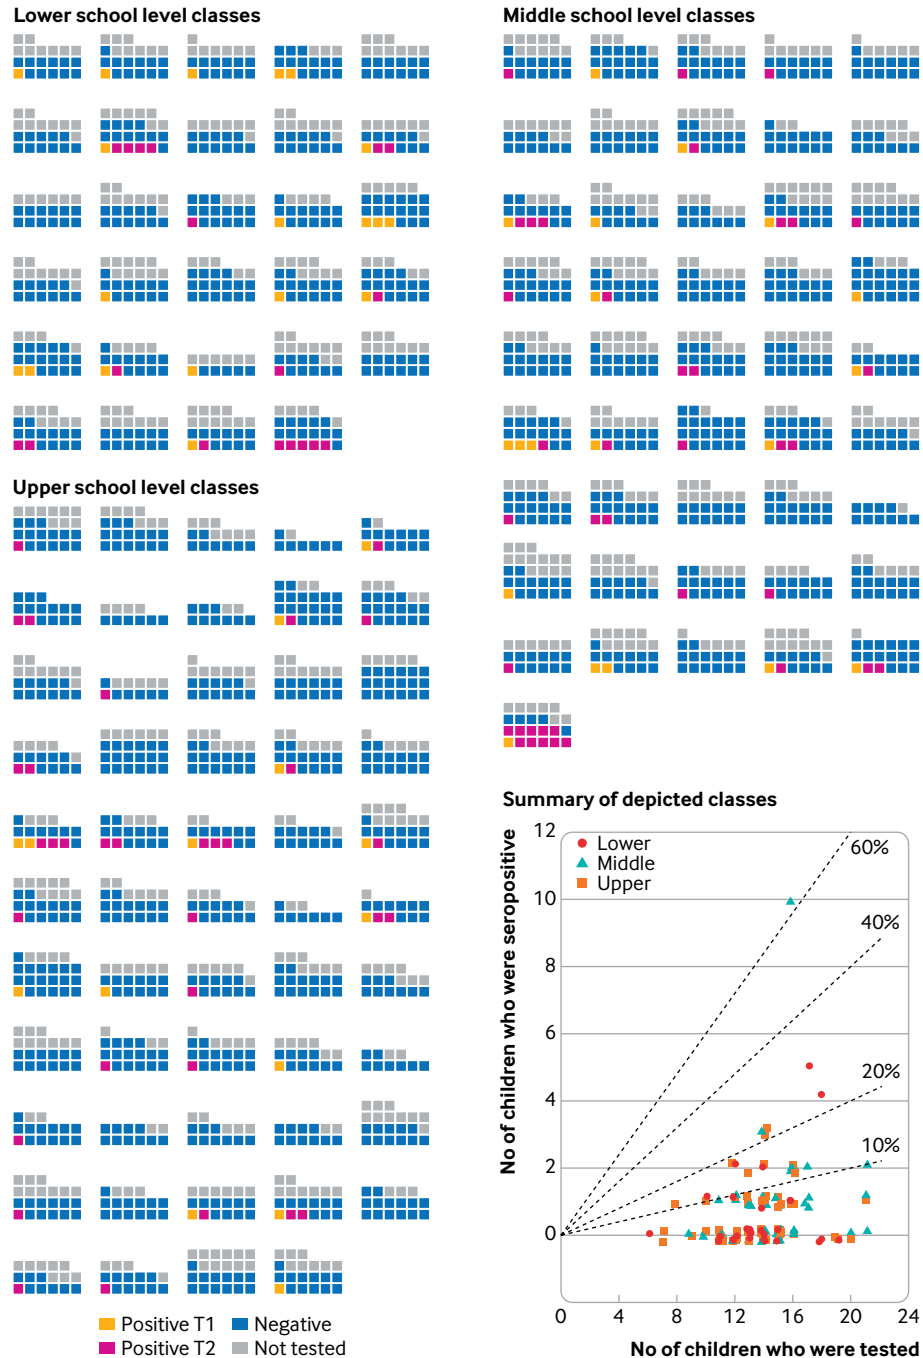 Lower school level classes
Middle school level classes
Upper school level classes
Positive T1
Negative
Positive T2
Not tested
Summary of depicted classes
No of children who were seropositive
12
10
8
6
4
2
0
Lower
Middle
Upper
60%
40%
20%
10%
0 4 8 12 16 20 24
No of children who were tested